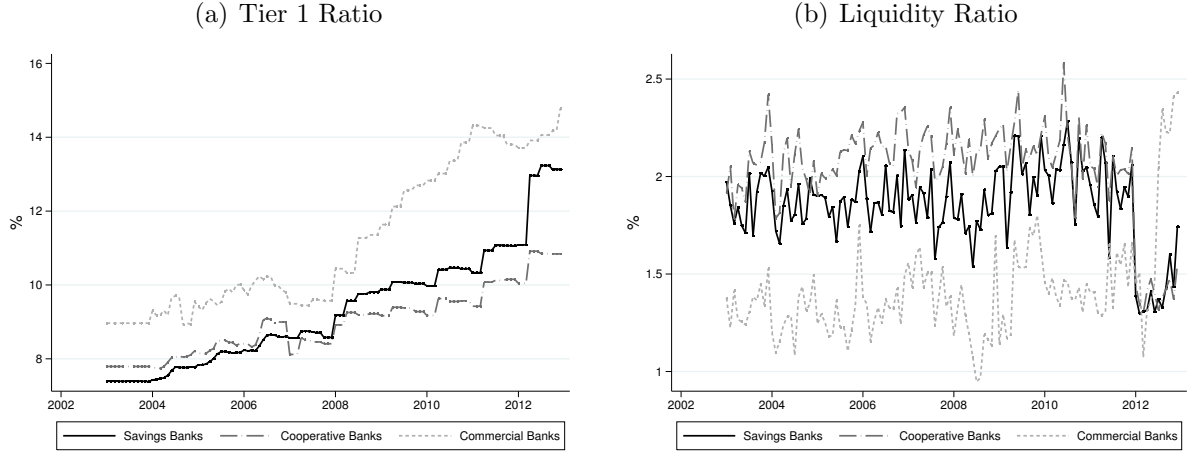 (a) Tier 1 Ratio
16
14
12
10
8
%
2002 2004 2006 2008 2010 2012
Savings Banks Cooperative Banks Commercial Banks
(b) Liquidity Ratio
2.5
2
1.5
1
%
2002 2004 2006 2008 2010 2012
Savings Banks Cooperative Banks Commercial Banks